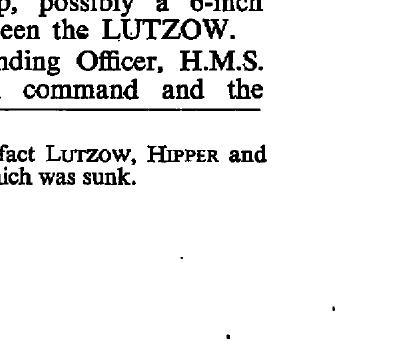 p, possibly a 6-inch
een the LUTZOW.
nding Officer, H.M.S.
command and the
fact LUTZOW, HIPPER and
ich was sunk.